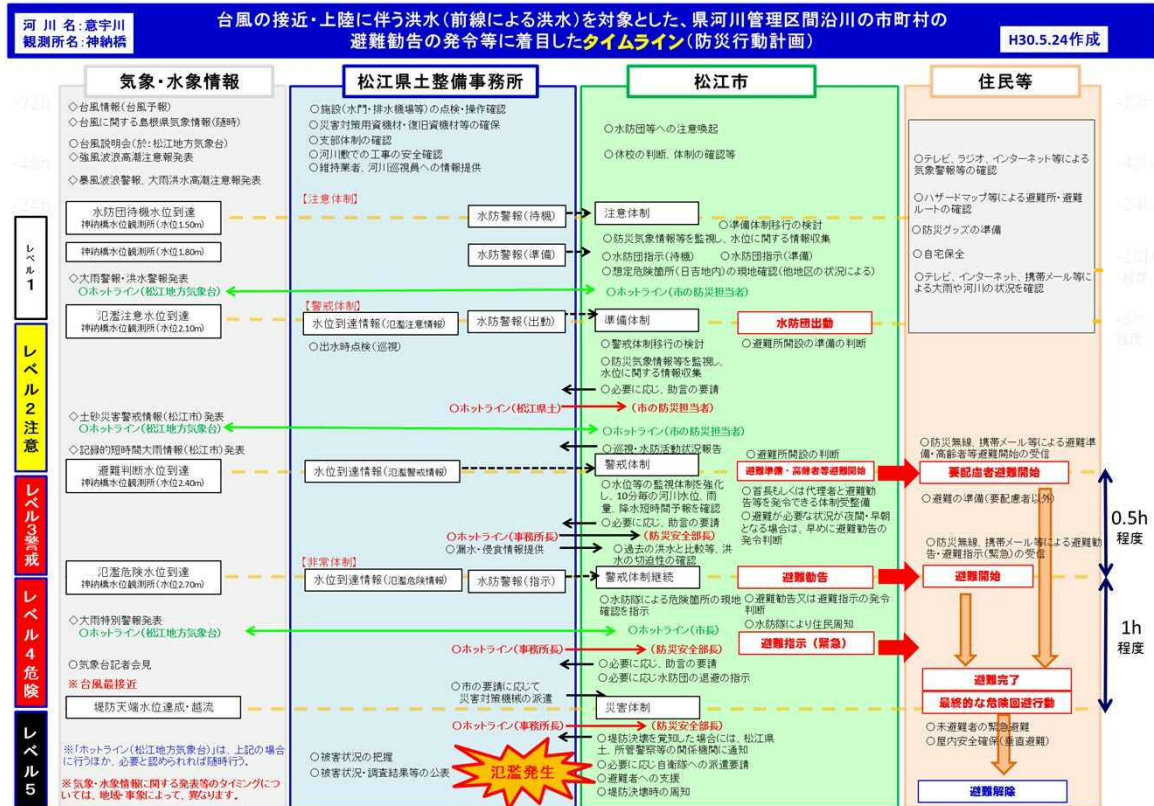 河川名:意宇川
観測所名:神納橋
台風の接近・上陸に伴う洪水(前線による洪水)を対象とした、県河川管理区間沿川の市町村の
避難勧告の発令等に着目したタイムライン(防災行動計画)
H30.5.24作成
気象・水象情報
◇台風情報(台風予報)
◇台風に関する島根県気象情報(随時)
○台風説明会(於:松江地方気象台)
◇強風波浪高潮注意報発表
◇暴風波浪警報、大雨洪水高潮注意報発表
水防団待機水位到達
神納橋水位観測所(水位1.50m)
神納橋水位観測所(水位1.80m)
◇大雨警報・洪水警報発表
○ホットライン(松江地方気象台)
氾濫注意水位到達
神納橋水位観測所(水位2.10m)
◇土砂災害警戒情報(松江市)発表
○ホットライン(松江地方気象台)
◇記録的短時間大雨情報(松江市)発表
避難判断水位到達
神納橋水位観測所(水位2.40m)
氾濫危険水位到達
神納橋水位観測所(水位2.70m)
◇大雨特別警報発表
○ホットライン(松江地方気象台)
○気象台記者会見
※台風最接近
堤防天端水位達成・越流
※「ホットライン(松江地方気象台)」は、上記の場合
に行うほか、必要と認められれば随時行う。
※気象・水象情報に関する発表等のタイミングにつ
いては、地域・事象によって、異なります。
レベル1
レベル2注意
レベル3警戒
レベル4危険
レベル5
松江県土整備事務所
○施設(水門・排水機場等)の点検・操作確認
○災害対策用資機材・復旧資機材等の確保
○支部体制の確認
○河川敷での工事の安全確認
○維持業者、河川巡視員への情報提供
【注意体制】
水防警報(待機)
水防警報(準備)
【警戒体制】
水位到達情報(氾濫注意情報)
水防警報(出動)
○出水時点検(巡視)
○ホットライン(松江県土)
水位到達情報(氾濫警戒情報)
○ホットライン(事務所長)
○漏水・侵食情報提供
【非常体制】
水位到達情報(氾濫危険情報)
水防警報(指示)
○ホットライン(事務所長)
○市の要請に応じて
災害対策機械の派遣
○ホットライン(事務所長)
○被害状況の把握
○被害状況・調査結果等の公表
氾濫発生
松江市
○水防団等への注意喚起
○休校の判断、体制の確認等
注意体制
○準備体制移行の検討
○防災気象情報等を監視し、水位に関する情報収集
○水防団指示(待機)
○水防団指示(準備)
○想定危険箇所(日吉地内)の現地確認(他地区の状況による)
○ホットライン(市の防災担当者)
準備体制
水防団出動
○警戒体制移行の検討
○避難所開設の準備の判断
○防災気象情報等を監視し、
水位に関する情報収集
○必要に応じ、助言の要請
(市の防災担当者)
○ホットライン(市の防災担当者)
○巡視・水防活動状況報告
○避難所開設の判断
警戒体制
避難準備・高齢者等避難開始
○水位等の監視体制を強化
し、10分毎の河川水位、雨
量、降水短時間予報を確認
○首長もしくは代理者と避難勧
告等を発令できる体制受整備
○避難が必要な状況が夜間・早朝
となる場合は、早めに避難勧告の
発令判断
○必要に応じ、助言の要請
(防災安全部長)
○過去の洪水と比較等、洪
水の切迫性の確認
警戒体制継続
避難勧告
○水防隊による危険箇所の現地
確認を指示
○避難勧告又は避難指示の発令
判断
○水防隊により住民周知
○ホットライン(市長)
避難指示(緊急)
(防災安全部長)
○必要に応じ、助言の要請
○必要に応じ水防団の退避の指示
災害体制
(防災安全部長)
○堤防決壊を覚知した場合には、松江県
土、所管警察等の関係機関に通知
○必要に応じ自衛隊への派遣要請
○避難者への支援
○堤防決壊時の周知
住民等
○テレビ、ラジオ、インターネット等による
気象警報等の確認
○ハザードマップ等による避難所・避難
ルートの確認
○防災グッズの準備
○自宅保全
○テレビ、インターネット、携帯メール等によ
る大雨や河川の状況を確認
○防災無線、携帯メール等による避難準
備・高齢者等避難開始の受信
要配慮者避難開始
○避難の準備(要配慮者以外)
○防災無線、携帯メール等による避難勧
告・避難指示(緊急)の受信
避難開始
避難完了
最終的な危険回避行動
○未避難者の緊急避難
○屋内安全確保(垂直避難)
避難解除
0.5h
程度
1h
程度